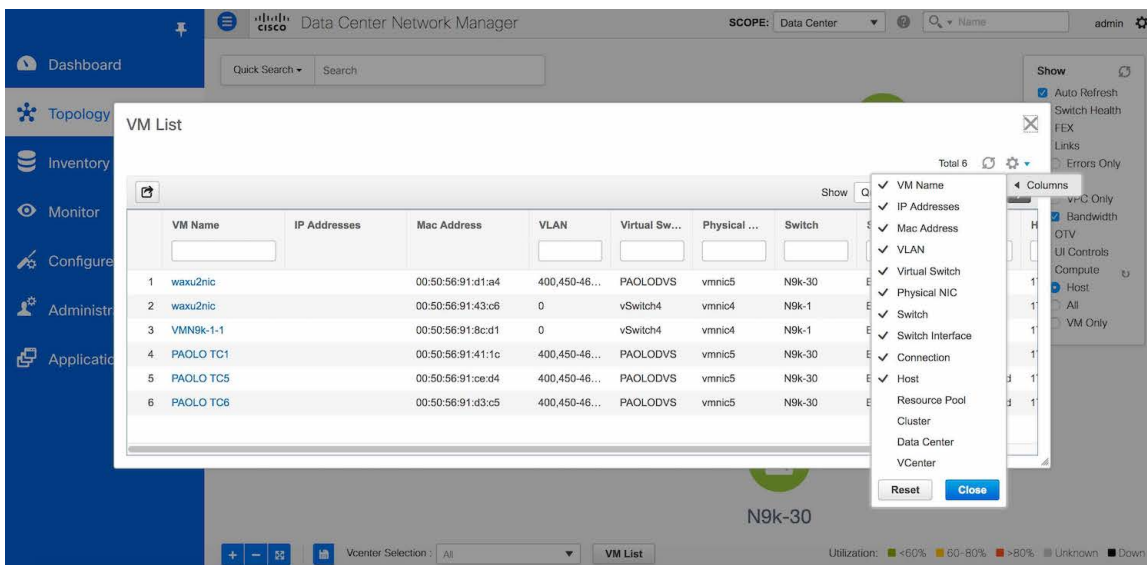 cisco Data Center Network Manager
SCOPE: Data Center
Name
admin
Dashboard
Topology
Inventory
Monitor
Configure
Administr
Applicatio
Quick Search
Search
Show
Auto Refresh
Switch Health
FEX
Links
Errors Only
VPC Only
Bandwidth
OTV
UI Controls
Compute
Host
All
VM Only
VM List
Total 6
Show Q
VM Name IP Addresses Mac Address VLAN Virtual Sw... Physical ... Switch S H
1 waxu2nic 00:50:56:91:d1:a4 400,450-46... PAOLODVS vmnic5 N9k-30 E 1
2 waxu2nic 00:50:56:91:43:c6 0 vSwitch4 vmnic4 N9k-1 E 1
3 VMN9k-1-1 00:50:56:91:8c:d1 0 vSwitch4 vmnic4 N9k-1 E 1
4 PAOLO TC1 00:50:56:91:41:1c 400,450-46... PAOLODVS vmnic5 N9k-30 E 1
5 PAOLO TC5 00:50:56:91:ce:d4 400,450-46... PAOLODVS vmnic5 N9k-30 E d 1
6 PAOLO TC6 00:50:56:91:d3:c5 400,450-46... PAOLODVS vmnic5 N9k-30 E d 1
Columns
VM Name
IP Addresses
Mac Address
VLAN
Virtual Switch
Physical NIC
Switch
Switch Interface
Connection
Host
Resource Pool
Cluster
Data Center
VCenter
Reset
Close
N9k-30
Vcenter Selection : All
VM List
Utilization: <60% 60-80% >80% Unknown Down